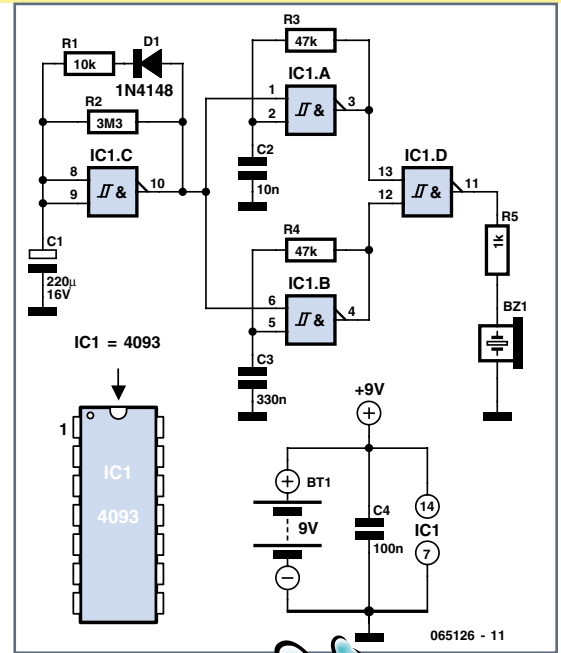 R1
10k
D1
1N4148
R2
3M3
IC1.C
8
9
&
10
C1
220µ
16V
R3
47k
IC1.A
1
2
&
3
C2
10n
R4
47k
IC1.B
6
5
&
4
C3
330n
IC1.D
13
12
&
11
R5
1k
BZ1
IC1 = 4093
1
IC1
4093
+9V
+
+ BT1
9V
−
C4
100n
14
IC1
7
065126 - 11